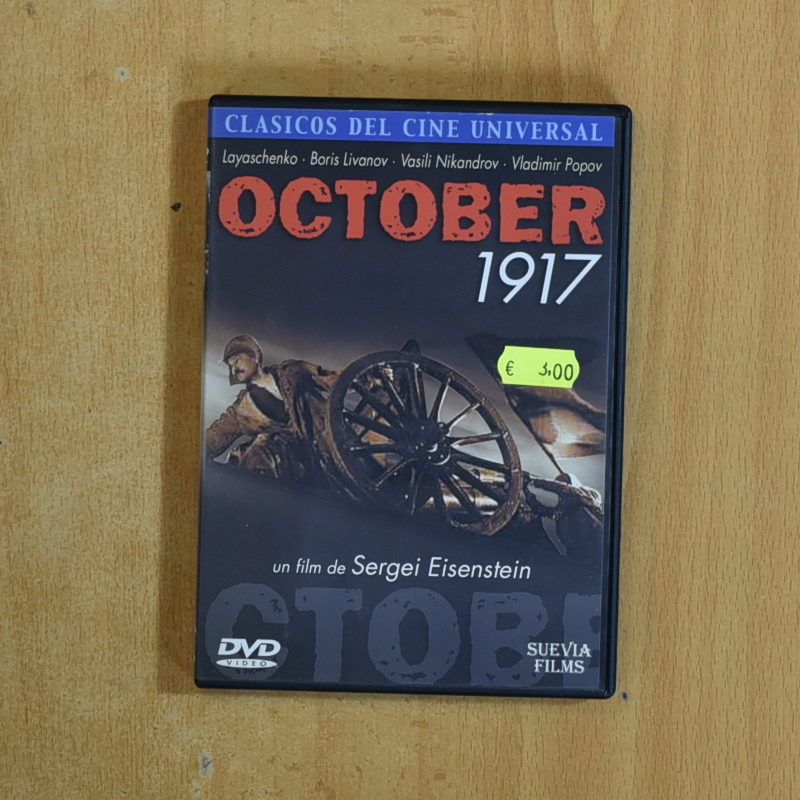 CLASICOS DEL CINE UNIVERSAL
Layaschenko · Boris Livanov · Vasili Nikandrov · Vladimir Popov
OCTOBER
1917
€ 3,00
un film de Sergei Eisenstein
CTOBE
DVD
VIDEO
SUEVIA
FILMS